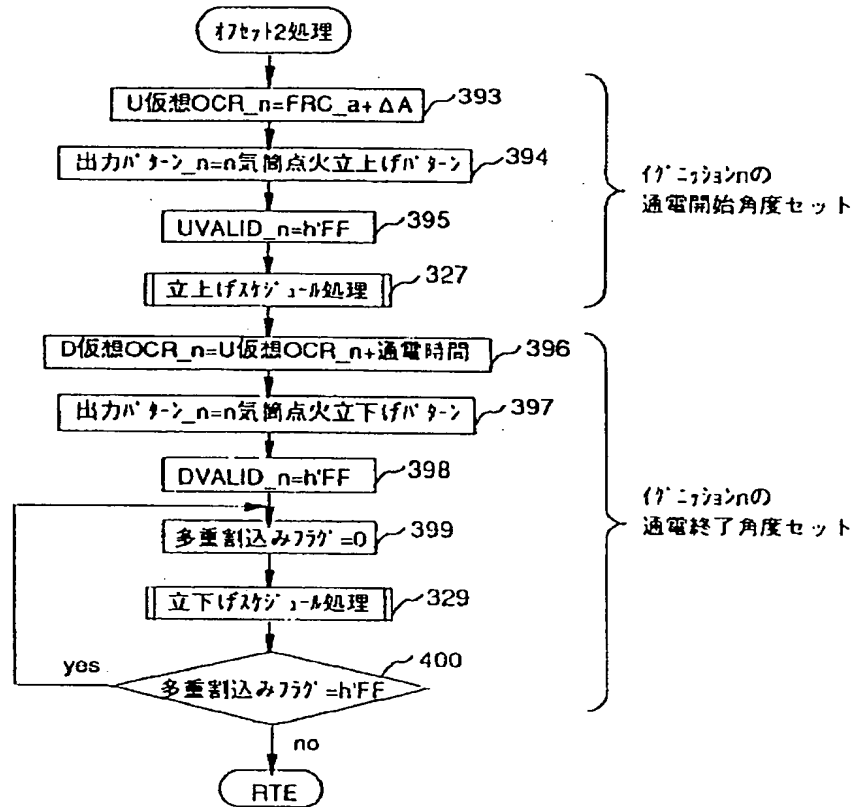 ｵﾌｾｯﾄ2処理
U仮想OCR_n=FRC_a+ΔA
393
出力ﾊﾟﾀｰﾝ_n=n気筒点火立上げﾊﾟﾀｰﾝ
394
UVALID_n=h'FF
395
立上げｽｹｼﾞｭｰﾙ処理
327
ｲｸﾞﾆｯｼｮﾝnの
通電開始角度セット
D仮想OCR_n=U仮想OCR_n+通電時間
396
出力ﾊﾟﾀｰﾝ_n=n気筒点火立下げﾊﾟﾀｰﾝ
397
DVALID_n=h'FF
398
多重割込みﾌﾗｸﾞ=0
399
立下げｽｹｼﾞｭｰﾙ処理
329
ｲｸﾞﾆｯｼｮﾝnの
通電終了角度セット
yes
400
多重割込みﾌﾗｸﾞ=h'FF
no
RTE